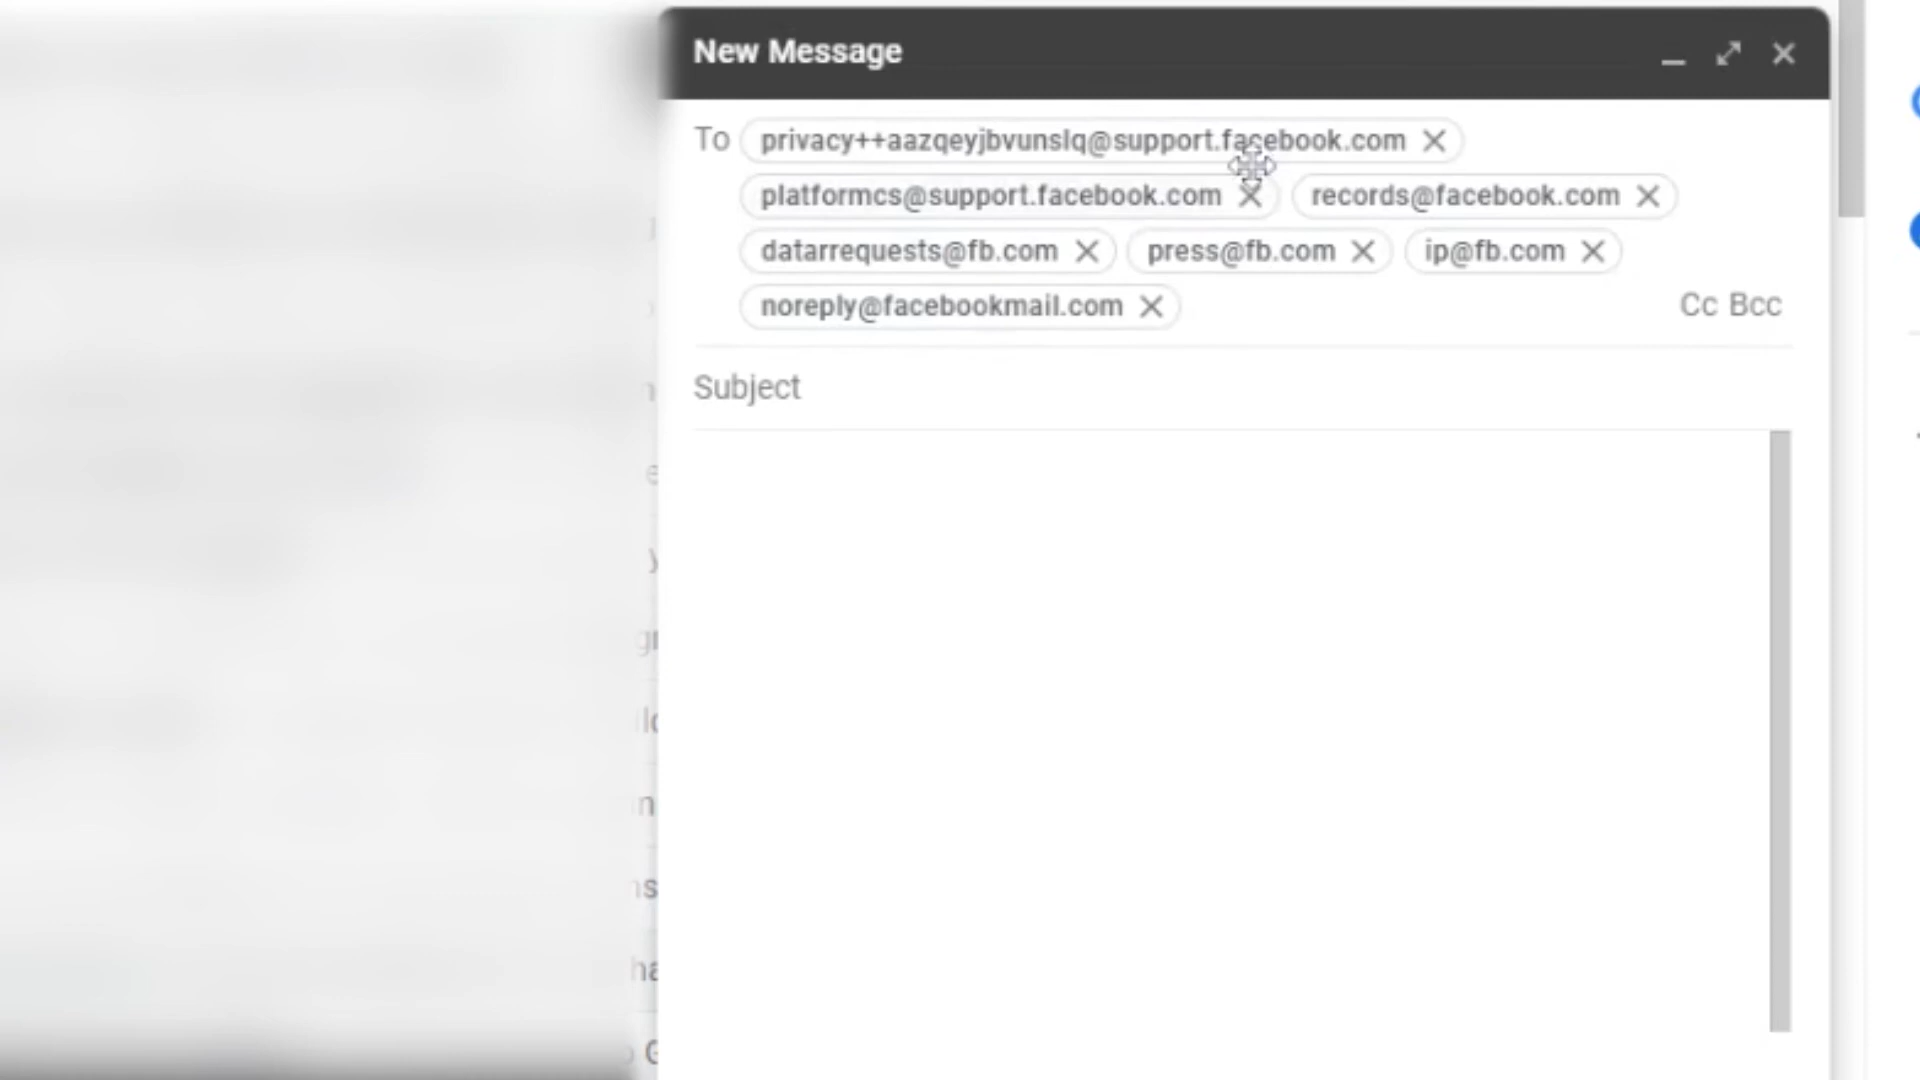 New Message
To privacy++aazqeyjbvunslq@support.facebook.com
platformcs@support.facebook.com records@facebook.com
datarrequests@fb.com press@fb.com ip@fb.com
noreply@facebookmail.com Cc Bcc
Subject